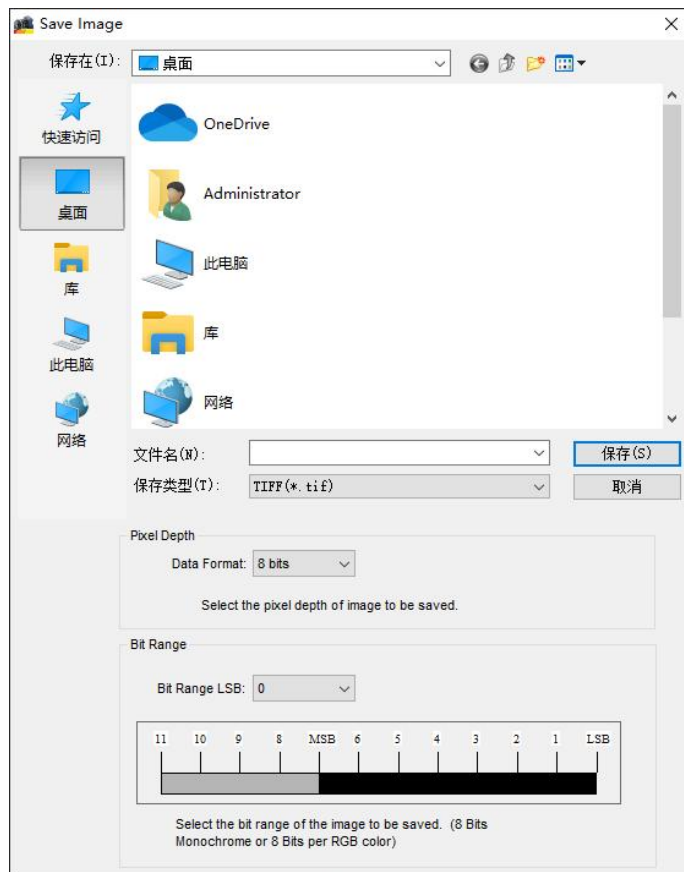 Save Image
保存在(I): 桌面
快速访问
桌面
库
此电脑
网络
OneDrive
Administrator
此电脑
库
网络
文件名(N): 保存(S)
保存类型(T): TIFF(*.tif) 取消
Pixel Depth
Data Format: 8 bits
Select the pixel depth of image to be saved.
Bit Range
Bit Range LSB: 0
11 10 9 8 MSB 6 5 4 3 2 1 LSB
Select the bit range of the image to be saved. (8 Bits
Monochrome or 8 Bits per RGB color)